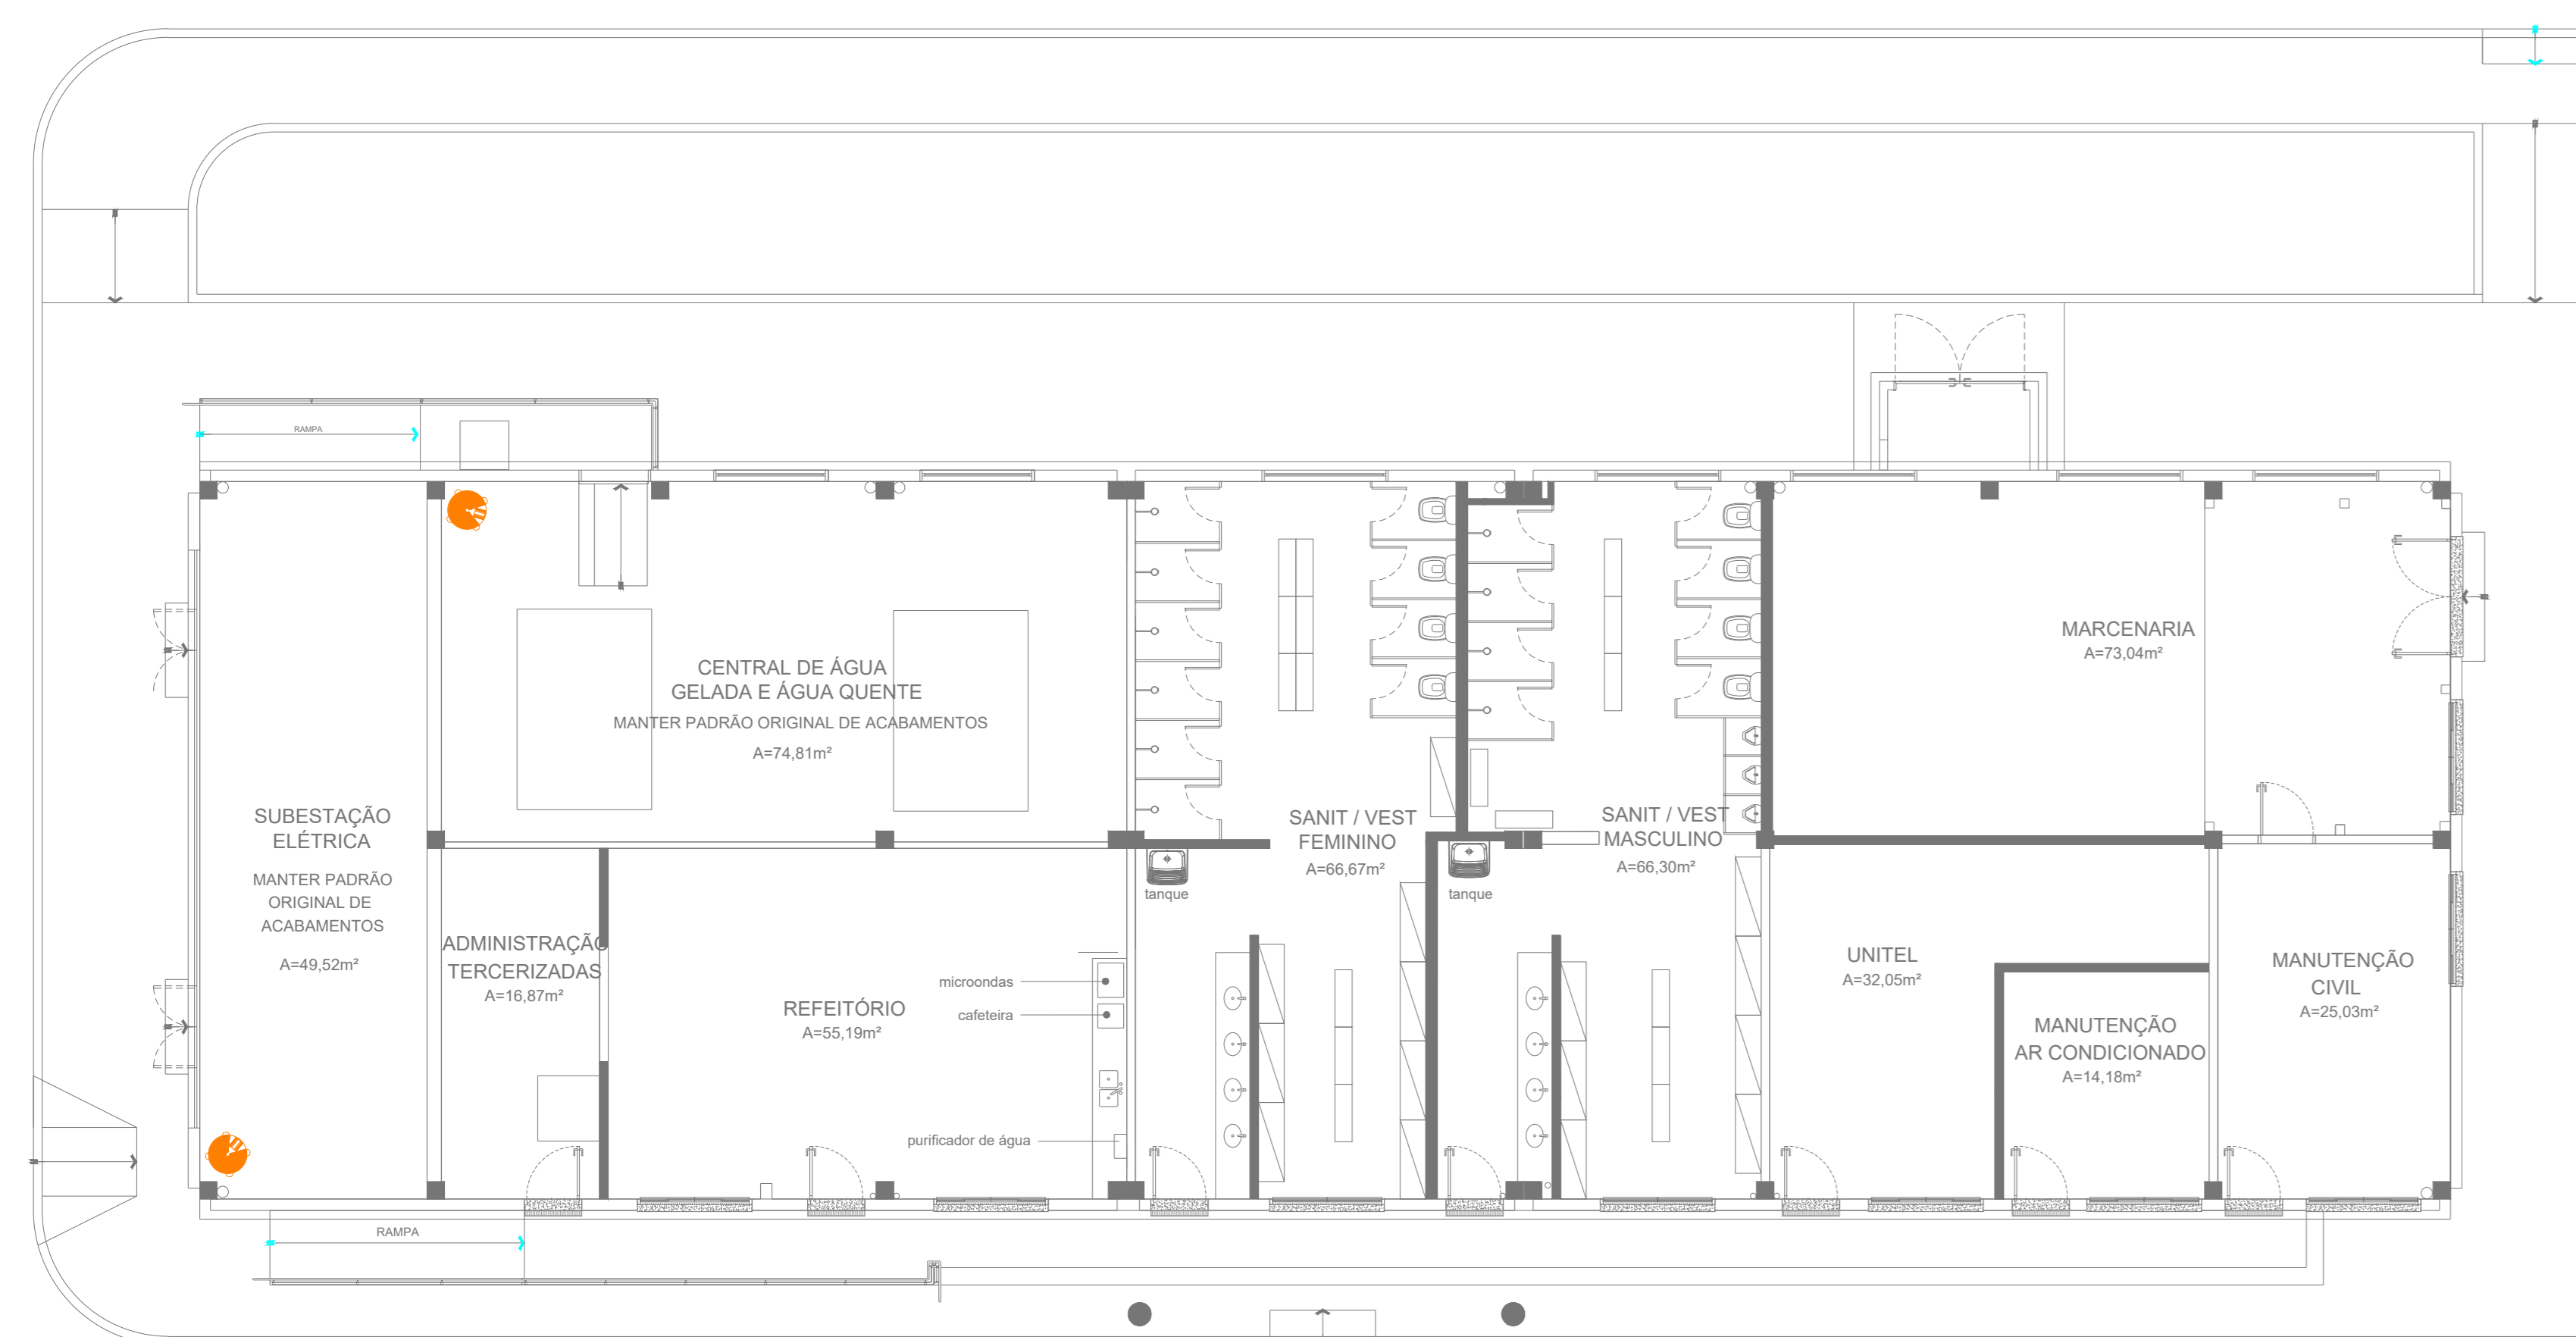 RAMPA
CENTRAL DE ÁGUA
GELADA E ÁGUA QUENTE
MANTER PADRÃO ORIGINAL DE ACABAMENTOS
A=74,81m²
MARCENARIA
A=73,04m²
SUBESTAÇÃO
ELÉTRICA
MANTER PADRÃO
ORIGINAL DE
ACABAMENTOS
A=49,52m²
SANIT / VEST
FEMININO
A=66,67m²
SANIT / VEST
MASCULINO
A=66,30m²
tanque
tanque
ADMINISTRAÇÃO
TERCERIZADAS
A=16,87m²
REFEITÓRIO
A=55,19m²
microondas
cafeteira
purificador de água
UNITEL
A=32,05m²
MANUTENÇÃO
AR CONDICIONADO
A=14,18m²
MANUTENÇÃO
CIVIL
A=25,03m²
RAMPA